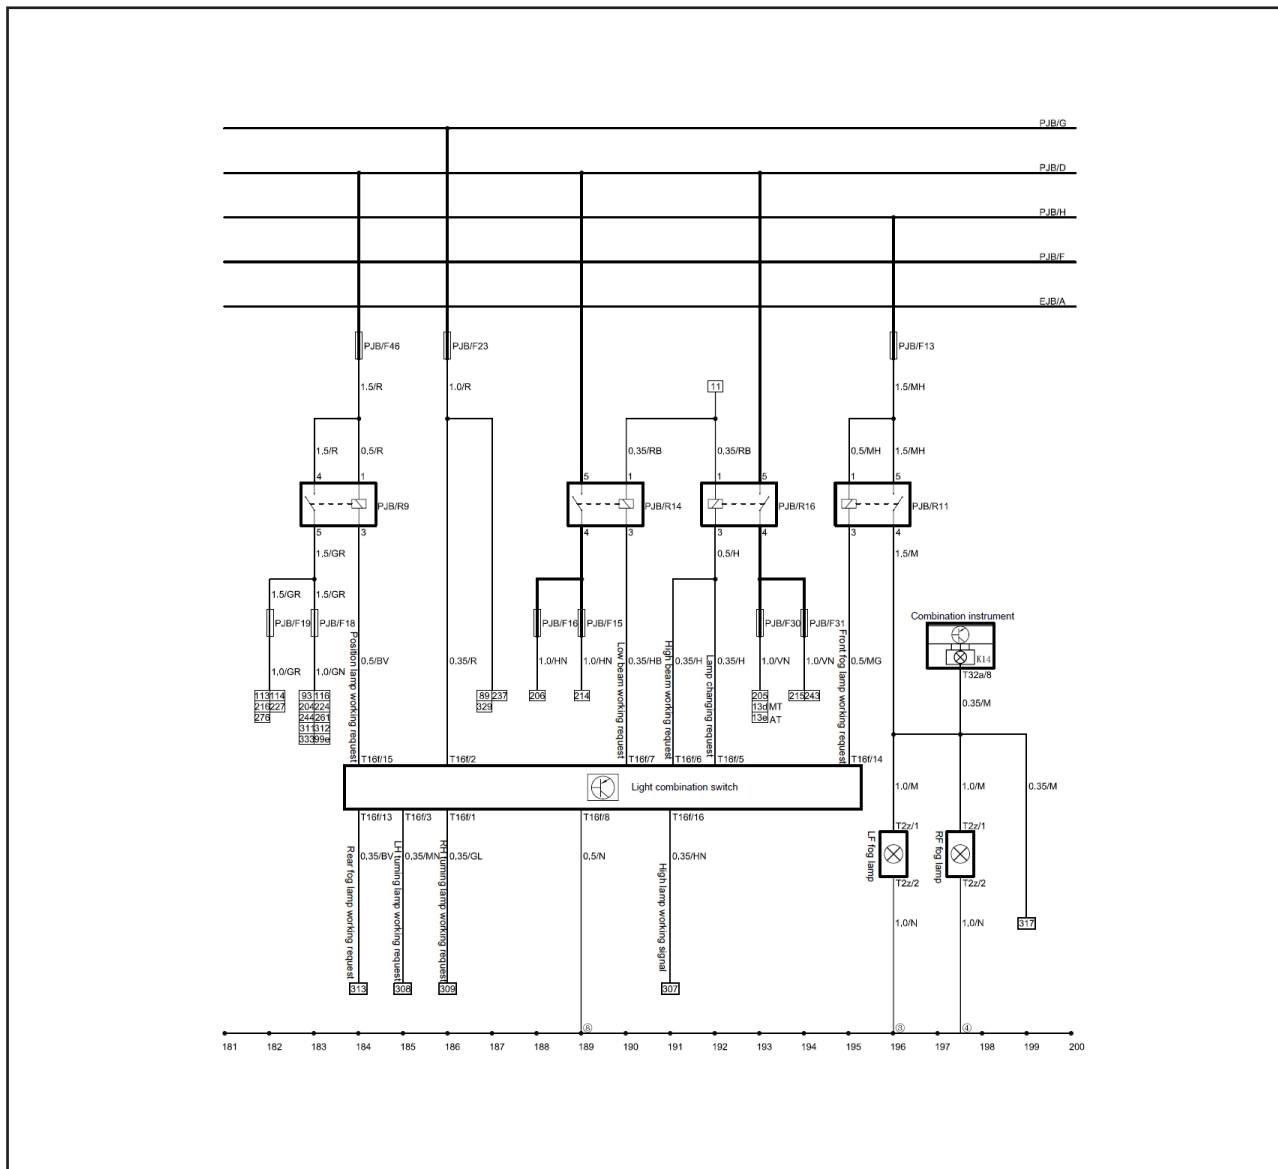 PJB/G
PJB/D
PJB/H
PJB/F
EJB/A
PJB/F46
PJB/F23
PJB/F13
1.5/R
1.0/R
11
1.5/MH
1.5/R
0.5/R
0.35/RB
0.35/RB
0.5/MH
1.5/MH
4
1
5
1
1
5
1
5
PJB/R9
PJB/R14
PJB/R16
PJB/R11
5
3
4
3
3
4
3
4
1.5/GR
0.5/H
1.5/M
1.5/GR
1.5/GR
PJB/F19
PJB/F18
PJB/F16
PJB/F15
PJB/F30
PJB/F31
Combination instrument
K14
T32a/8
Position lamp working request
Low beam working request
High beam working request
Lamp changing request
Front fog lamp working request
1.0/GR
1.0/GN
0.5/BV
0.35/R
1.0/HN
1.0/HN
0.35/HB
0.35/H
0.35/H
1.0/VN
1.0/VN
0.5/MG
0.35/M
113 114
216 227
276
93 116
204 224
244 261
311 312
333 99e
89 237
329
206
214
205
13d MT
13e AT
215 243
T16f/15
T16f/2
T16f/7
T16f/6
T16f/5
T16f/14
Light combination switch
1.0/M
1.0/M
0.35/M
T16f/13
T16f/3
T16f/1
T16f/8
T16f/16
T2z/1
T2z/1
LF fog lamp
RF fog lamp
Rear fog lamp working request
LH turning lamp working request
RH turning lamp working request
High lamp working signal
0.35/BV
0.35/MN
0.35/GL
0.5/N
0.35/HN
T2z/2
T2z/2
1.0/N
1.0/N
317
313
308
309
307
⑥
③
④
181 182 183 184 185 186 187 188 189 190 191 192 193 194 195 196 197 198 199 200